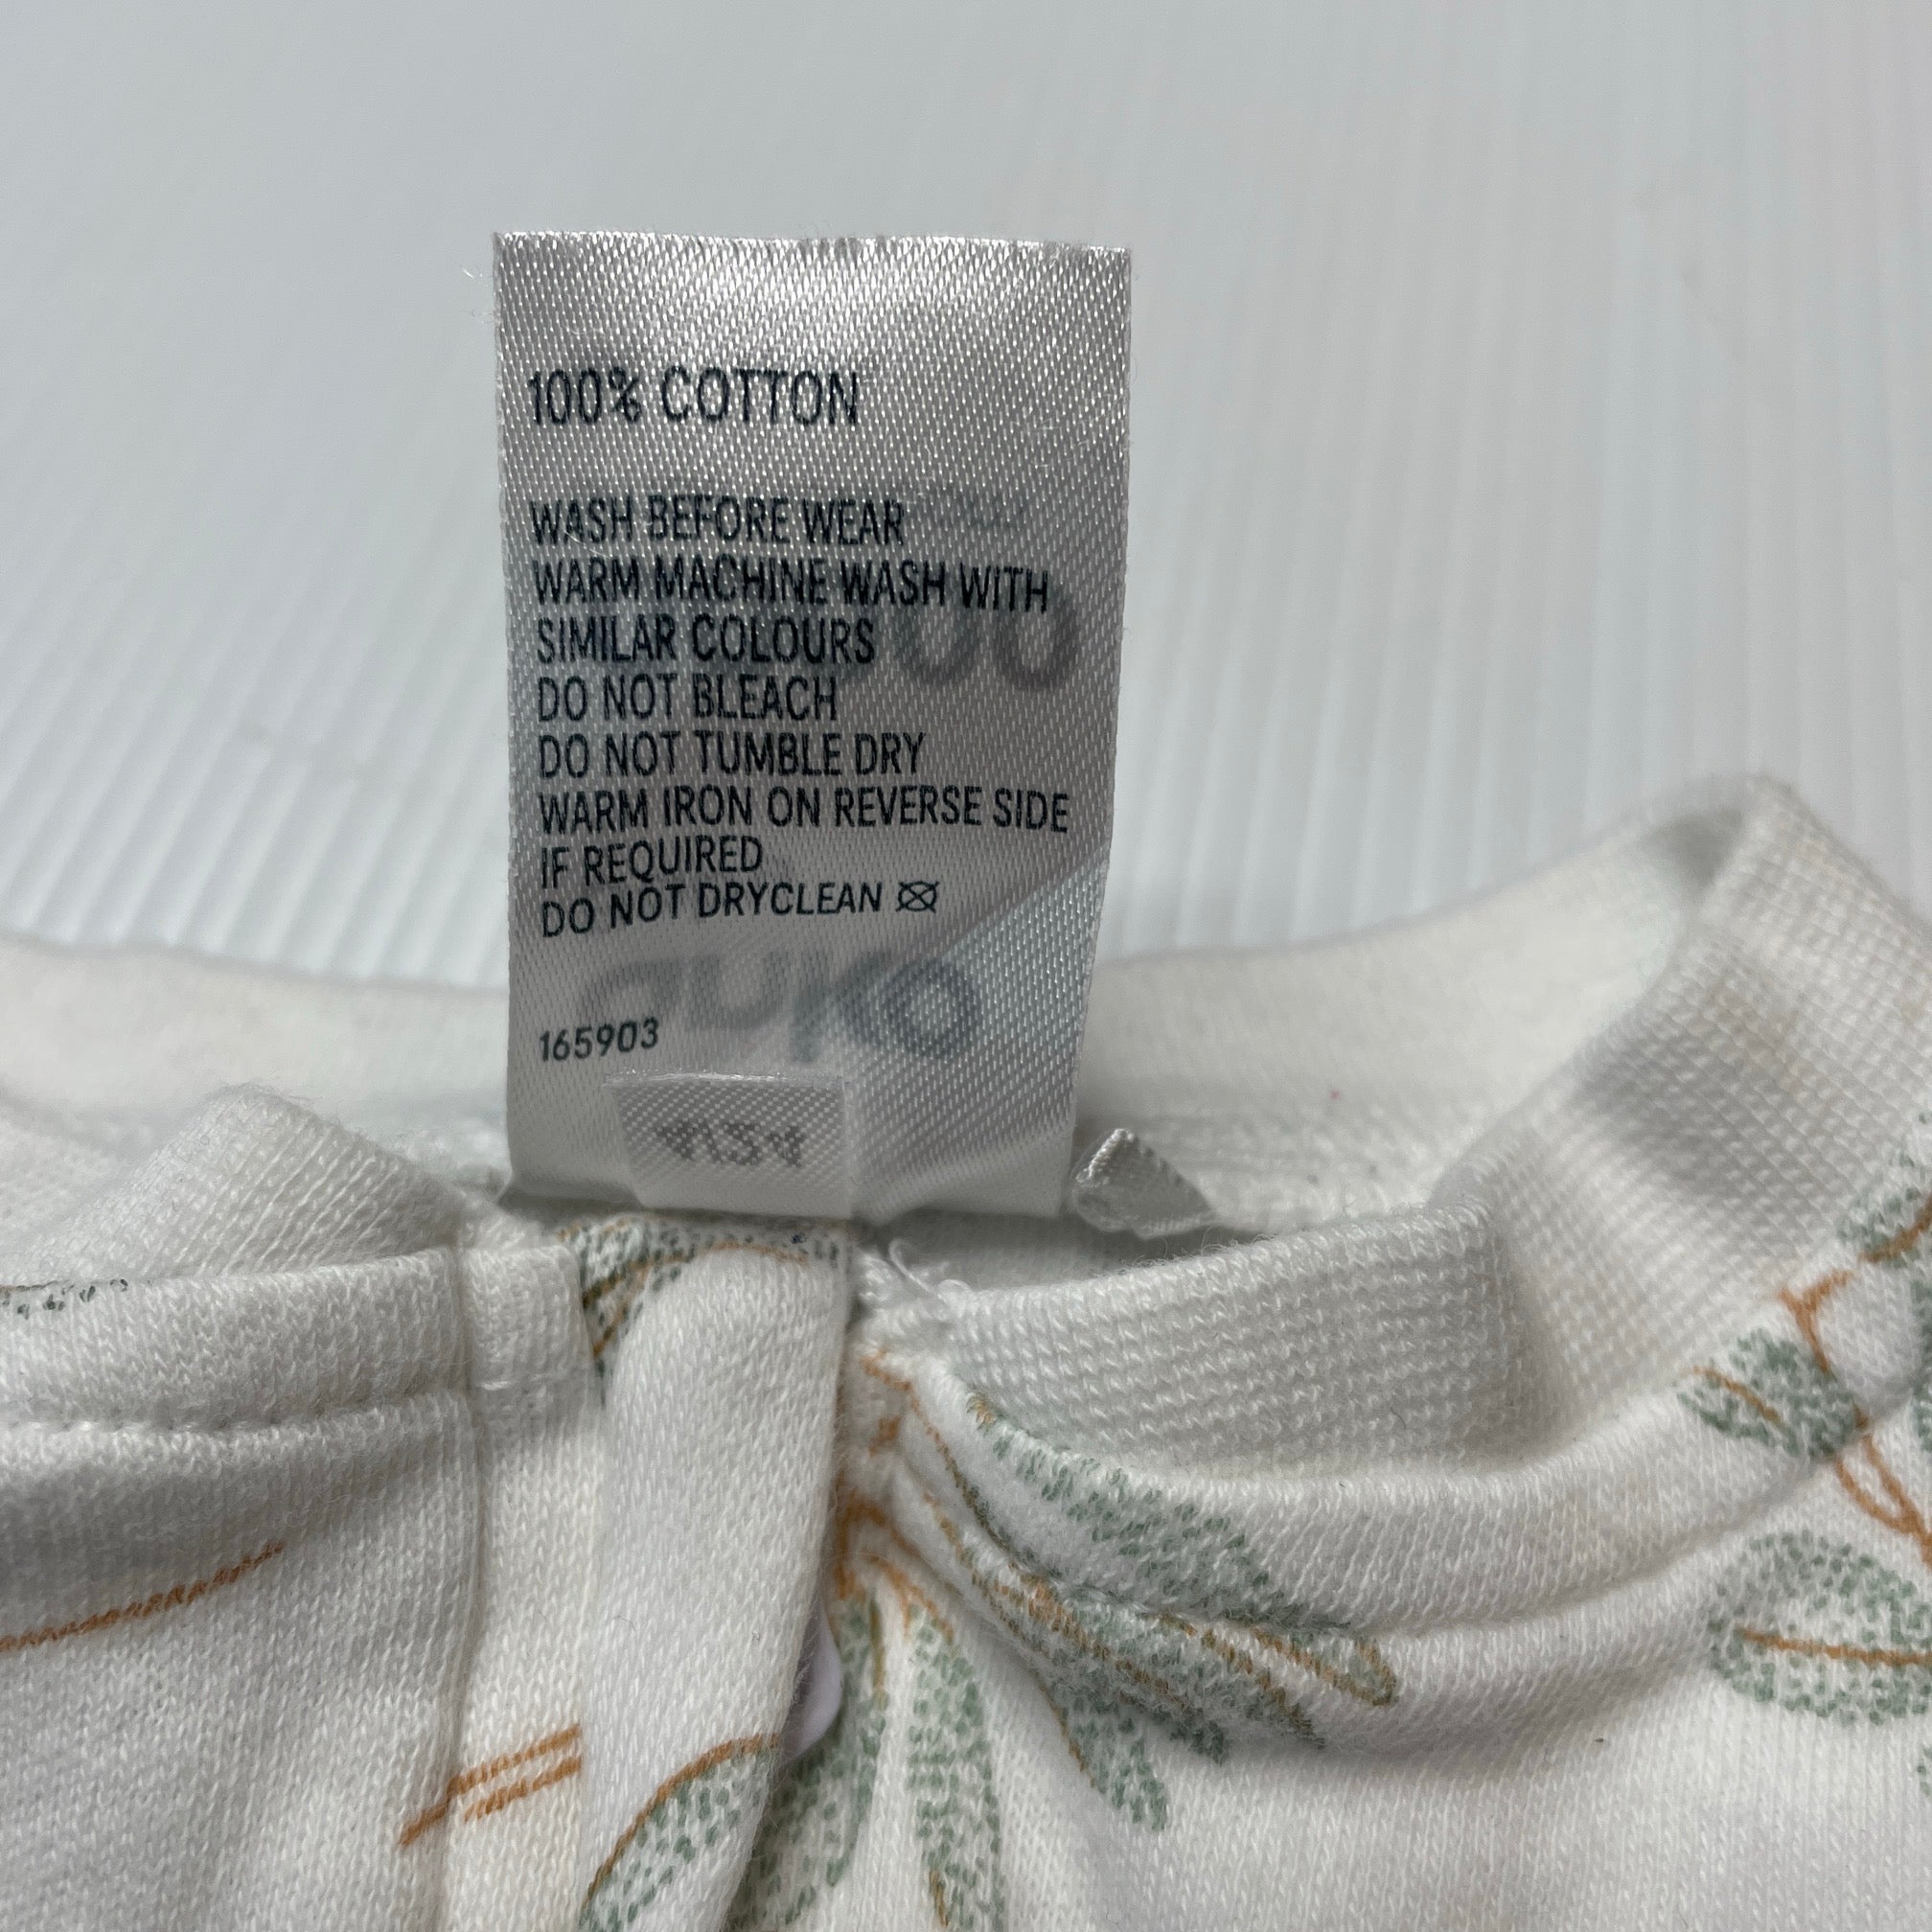 100% COTTON
WASH BEFORE WEAR
WARM MACHINE WASH WITH
SIMILAR COLOURS
DO NOT BLEACH
DO NOT TUMBLE DRY
WARM IRON ON REVERSE SIDE
IF REQUIRED
DO NOT DRYCLEAN
165903